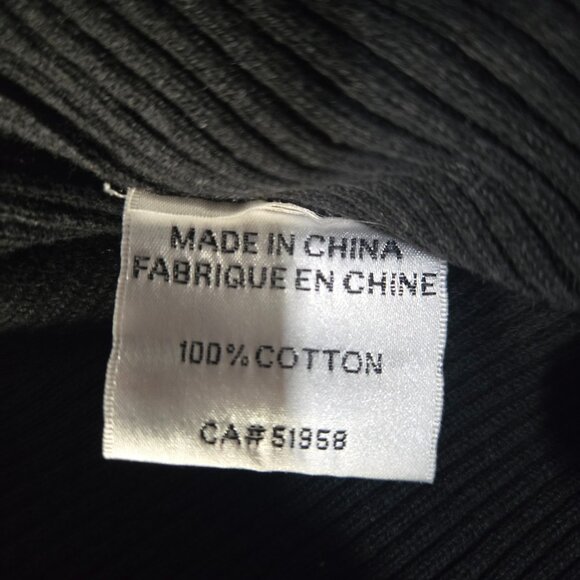 MADE IN CHINA
FABRIQUE EN CHINE
100% COTTON
CA# 51958